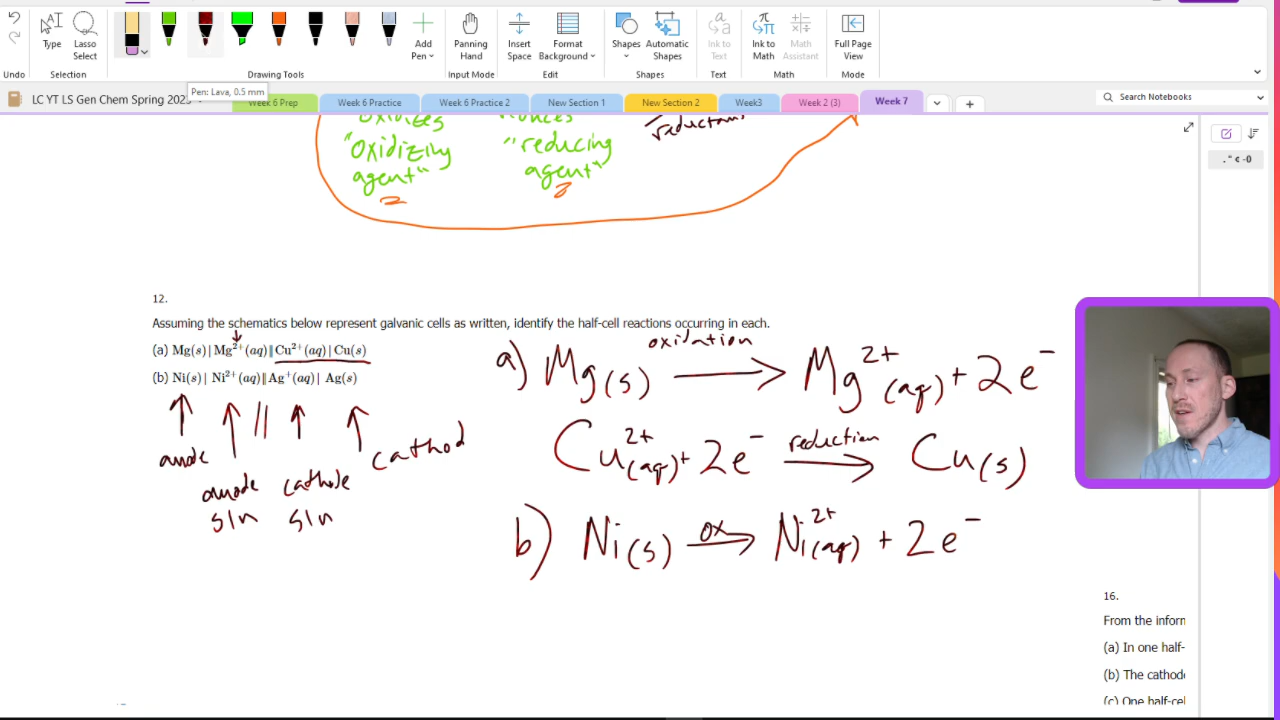 Type
Lasso
Select
Add
Pen
Panning
Hand
Insert
Space
Format
Background
Shapes
Automatic
Shapes
Ink to
Text
Ink to
Math
Math
Assistant
Full Page
View
Undo
Selection
Drawing Tools
Input Mode
Edit
Shapes
Text
Math
Mode
Pen: Lava, 0.5 mm
LC YT LS Gen Chem Spring 2025
Week 6 Prep
Week 6 Practice
Week 6 Practice 2
New Section 1
New Section 2
Week3
Week 2 (3)
Week 7
Search Notebooks
oxidizes
"oxidizing
agent"
"reducing
agent"
reductant
12.
Assuming the schematics below represent galvanic cells as written, identify the half-cell reactions occurring in each.
(a) Mg(s)|Mg²⁺(aq)||Cu²⁺(aq)|Cu(s)
(b) Ni(s)| Ni²⁺(aq)||Ag⁺(aq)| Ag(s)
anode
anode
sln
//
cathode
sln
cathod
a) Mg(s) oxidation → Mg²⁺(aq) + 2e⁻
Cu²⁺(aq) + 2e⁻ reduction → Cu(s)
b) Ni(s) ox → Ni²⁺(aq) + 2e⁻
16.
From the inform
(a) In one half-
(b) The cathode
(c) One half-cel